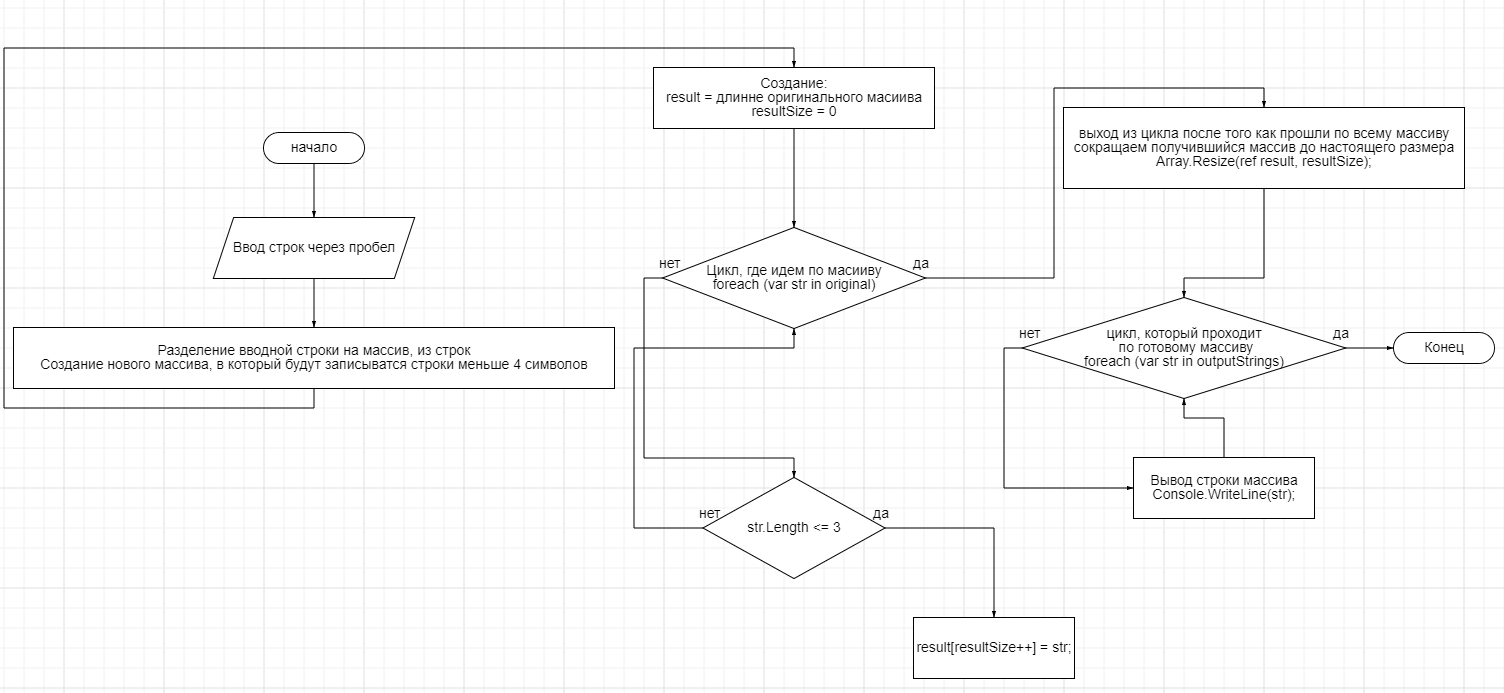 начало
Ввод строк через пробел
Разделение вводной строки на массив, из строк
Создание нового массива, в который будут записыватся строки меньше 4 символов
Создание:
result = длинне оригинального масиива
resultSize = 0
нет
Цикл, где идем по масииву
foreach (var str in original)
да
нет
str.Length <= 3
да
result[resultSize++] = str;
выход из цикла после того как прошли по всему массиву
сокращаем получившийся массив до настоящего размера
Array.Resize(ref result, resultSize);
нет
цикл, который проходит
по готовому массиву
foreach (var str in outputStrings)
да
Вывод строки массива
Console.WriteLine(str);
Конец